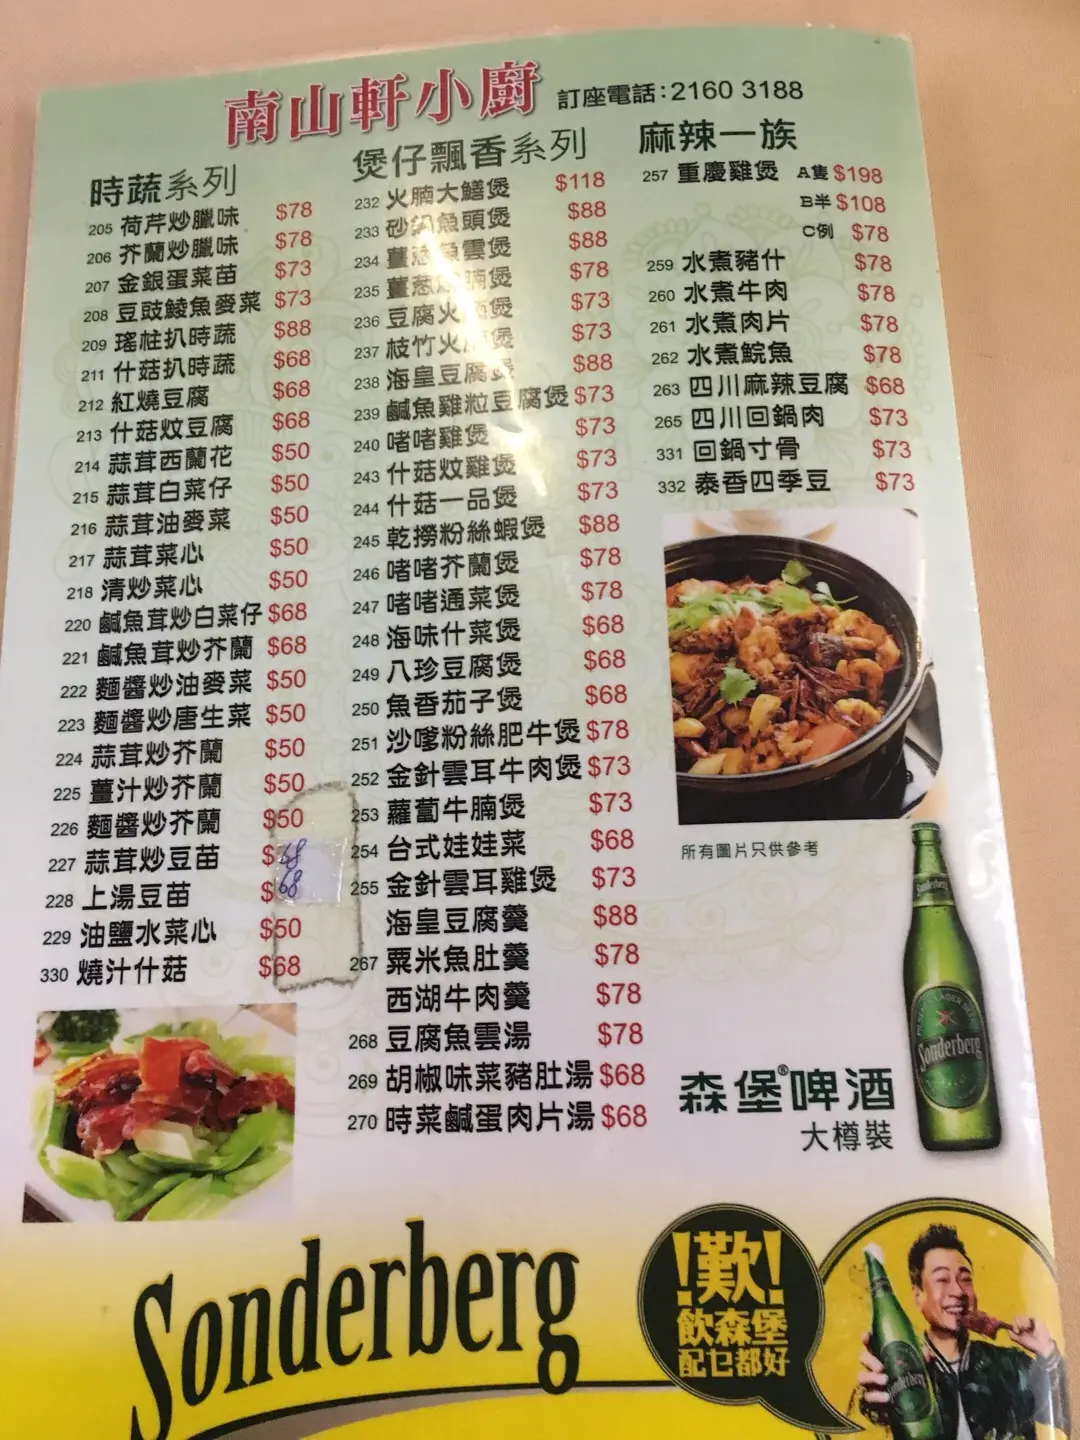 南山軒小廚 訂座電話：2160 3188
時蔬系列
205 荷芹炒臘味 $78
206 芥蘭炒臘味 $78
207 金銀蛋菜苗 $73
208 豆豉鯪魚麥菜 $73
209 瑤柱扒時蔬 $88
211 什菇扒時蔬 $68
212 紅燒豆腐 $68
213 什菇炆豆腐 $68
214 蒜茸西蘭花 $50
215 蒜茸白菜仔 $50
216 蒜茸油麥菜 $50
217 蒜茸菜心 $50
218 清炒菜心 $50
220 鹹魚茸炒白菜仔 $68
221 鹹魚茸炒芥蘭 $68
222 麵醬炒油麥菜 $50
223 麵醬炒唐生菜 $50
224 蒜茸炒芥蘭 $50
225 薑汁炒芥蘭 $50
226 麵醬炒芥蘭 $50
227 蒜茸炒豆苗 $68
228 上湯豆苗 $68
229 油鹽水菜心 $50
330 燒汁什菇 $68
煲仔飄香系列
232 火腩大鱔煲 $118
233 砂鍋魚頭煲 $88
234 薑葱魚雲煲 $88
235 薑葱腩煲 $78
236 豆腐火腩煲 $73
237 枝竹火腩煲 $73
238 海皇豆腐煲 $88
239 鹹魚雞粒豆腐煲 $73
240 啫啫雞煲 $73
243 什菇炆雞煲 $73
244 什菇一品煲 $73
245 乾撈粉絲蝦煲 $88
246 啫啫芥蘭煲 $78
247 啫啫通菜煲 $78
248 海味什菜煲 $68
249 八珍豆腐煲 $68
250 魚香茄子煲 $68
251 沙嗲粉絲肥牛煲 $78
252 金針雲耳牛肉煲 $73
253 蘿蔔牛腩煲 $73
254 台式娃娃菜 $68
255 金針雲耳雞煲 $73
海皇豆腐羹 $88
267 粟米魚肚羹 $78
西湖牛肉羹 $78
268 豆腐魚雲湯 $78
269 胡椒味菜豬肚湯 $68
270 時菜鹹蛋肉片湯 $68
麻辣一族
257 重慶雞煲 A隻 $198
B半 $108
C例 $78
259 水煮豬什 $78
260 水煮牛肉 $78
261 水煮肉片 $78
262 水煮鯇魚 $78
263 四川麻辣豆腐 $68
265 四川回鍋肉 $73
331 回鍋寸骨 $73
332 泰香四季豆 $73
所有圖片只供參考
森堡®啤酒
大樽裝
Sonderberg
Sonderberg
Sonderberg
!歎!
飲森堡
配乜都好